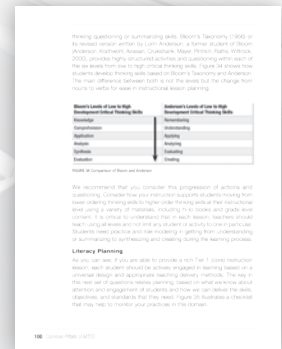 thinking questioning or summarizing skills. Bloom's Taxonomy (1956) or
its revised version written by Lorin Anderson, a former student of Bloom
2000, provides highly structured activities and questioning within each of
the six levels from low to high critical thinking skills. Figure 34 shows how
students develop thinking skills based on Bloom's Taxonomy and Anderson.
The main difference between both is not the levels but the change from
nouns to verbs for ease in instructional lesson planning.
Bloom's Levels of Low to High
Development Critical Thinking Skills
Anderson's Levels of Low to High
Development Critical Thinking Skills
Knowledge
Remembering
Comprehension
Understanding
Application
Applying
Analysis
Analyzing
Synthesis
Evaluating
Evaluation
Creating
Comparison of Bloom and Anderson
We recommend that you consider this progression of actions and
questioning. Consider how your instruction supports students moving from
lower ordering thinking skills to higher order thinking skills at their instructional
level using a variety of materials, including books and grade level
content. It is critical to understand that in each lesson, teachers should
teach using all levels and not limit any student or activity to one in particular.
Students need practice and role modeling in getting from understanding
or summarizing to synthesizing and creating during the learning process.
Literacy Planning
As you can see, if you are able to provide a rich Tier 1 (core) instruction
lesson, each student should be actively engaged in learning based on a
universal design and appropriate teaching delivery methods. The key in
this next set of questions relates planning, based on what we know about
attention and engagement of students and how we can deliver the skills,
objectives, and standards that they need. Figure 35 illustrates a checklist
that may help to monitor your practices in this domain.
100